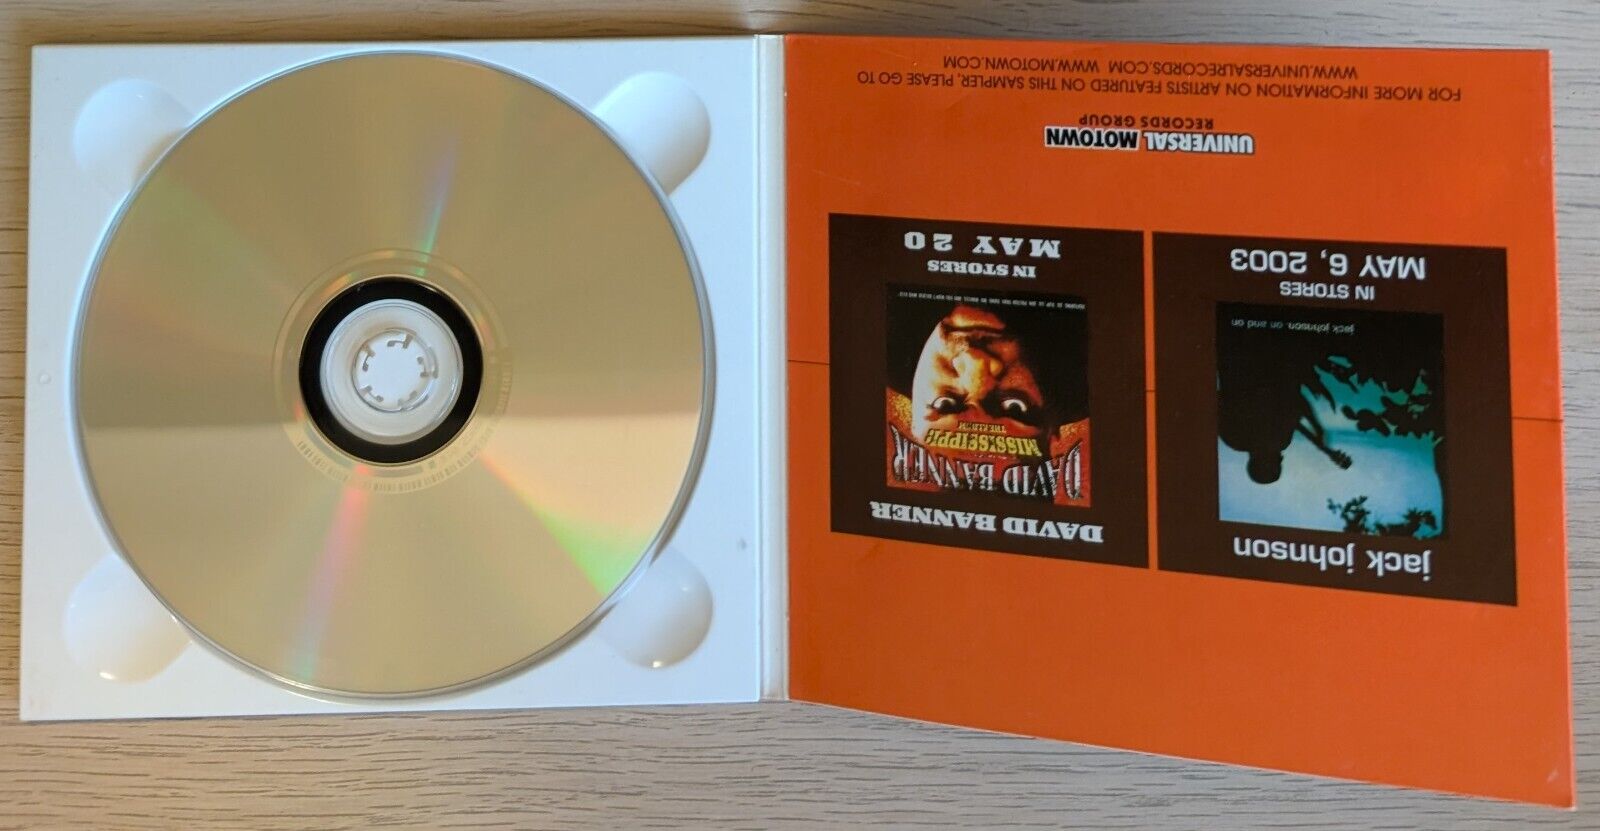 jack johnson
jack johnson. on and on
IN STORES
MAY 6, 2003
DAVID BANNER
DAVID BANNER
MISSISSIPPI:
THE ALBUM
IN STORES
MAY 20
UNIVERSAL MOTOWN
RECORDS GROUP
FOR MORE INFORMATION ON ARTISTS FEATURED ON THIS SAMPLER, PLEASE GO TO
WWW.UNIVERSALRECORDS.COM WWW.MOTOWN.COM